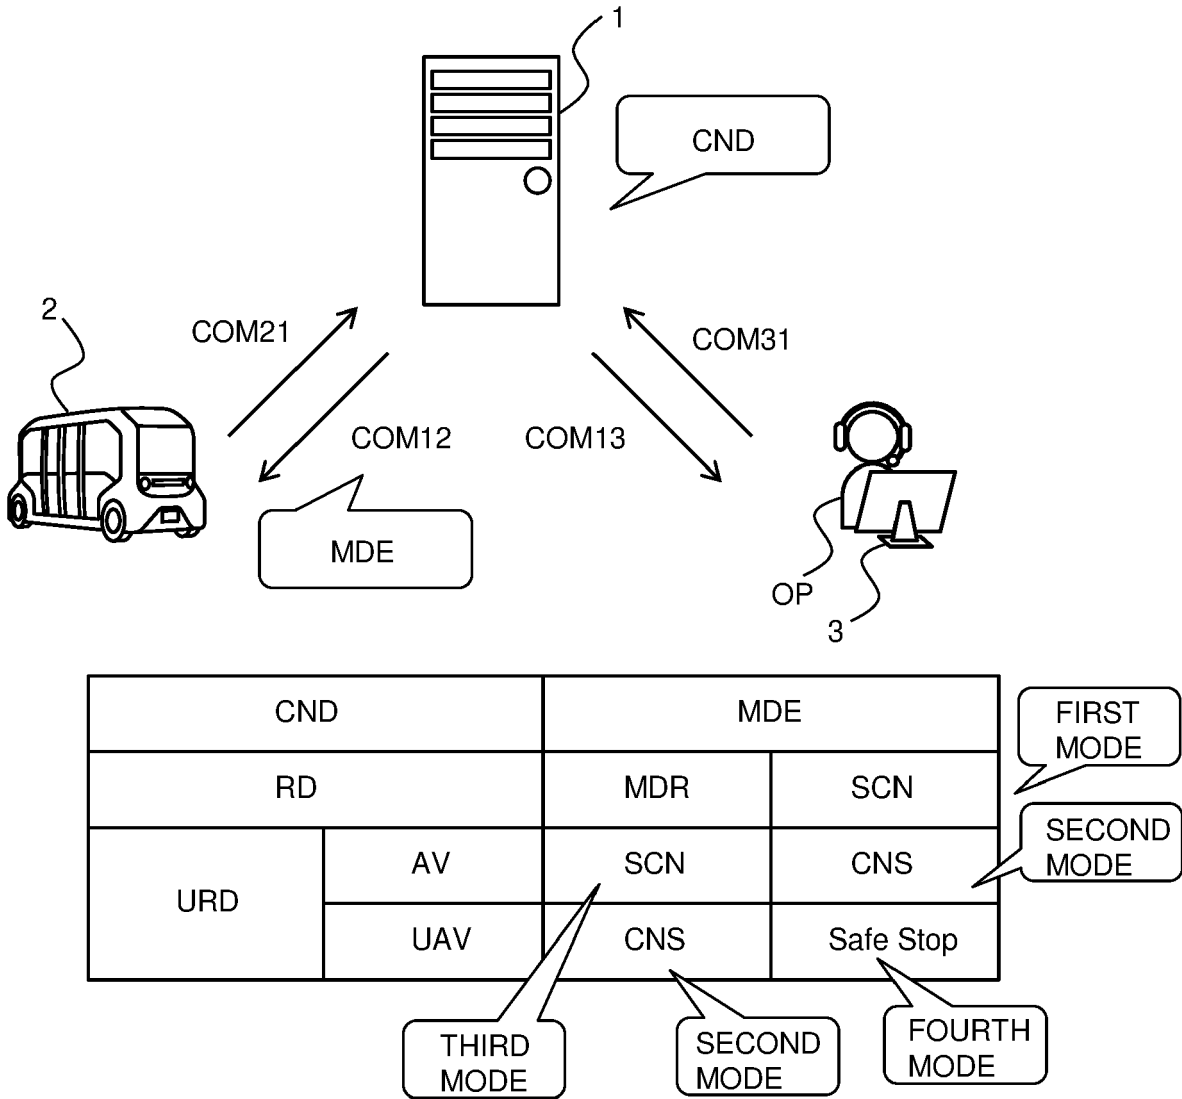 1
CND
2
COM21
COM31
COM12
COM13
MDE
OP
3
CND
MDE
FIRST
MODE
RD
MDR
SCN
SECOND
MODE
URD
AV
SCN
CNS
UAV
CNS
Safe Stop
THIRD
MODE
SECOND
MODE
FOURTH
MODE